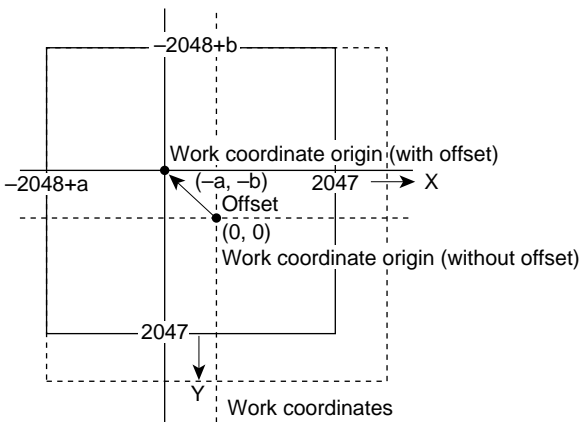 –2048+b
Work coordinate origin (with offset)
–2048+a
(–a, –b)
2047
X
Offset
(0, 0)
Work coordinate origin (without offset)
2047
Y
Work coordinates